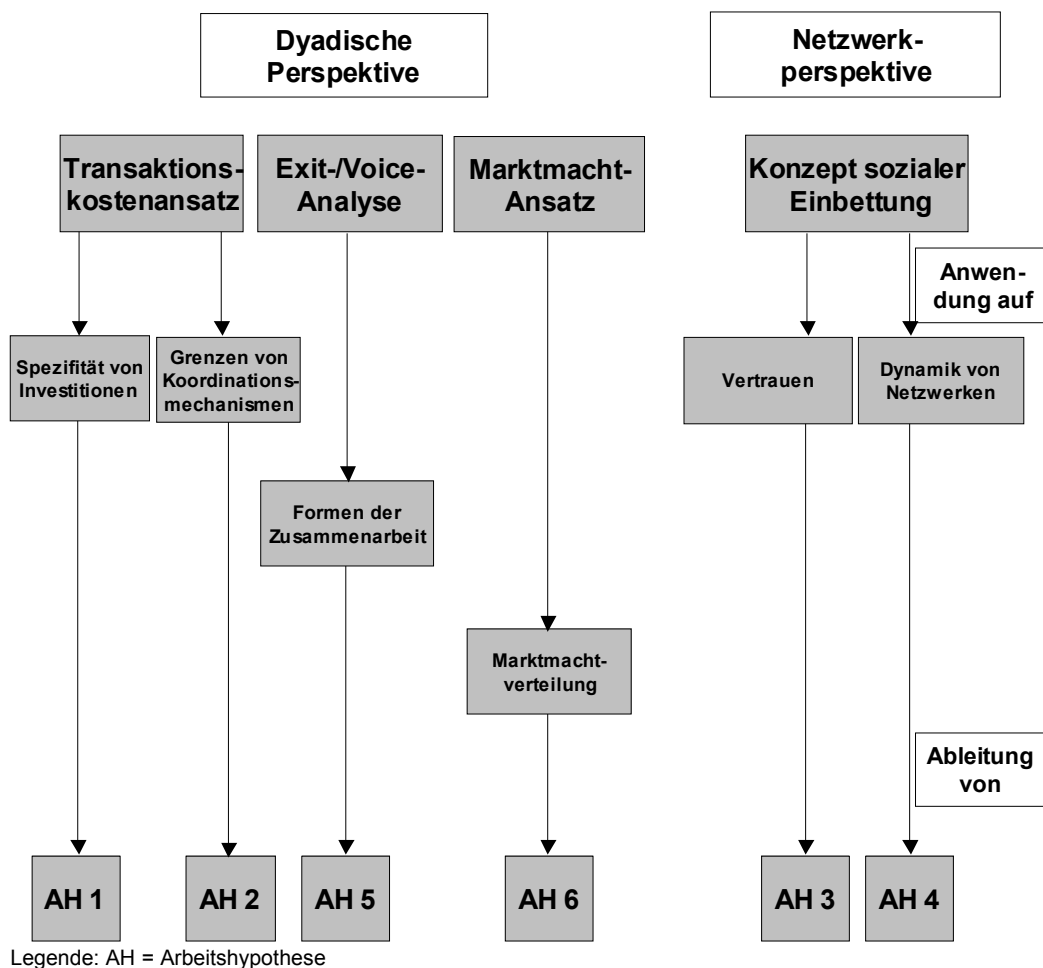 Dyadische
Perspektive
Netzwerk-
perspektive
Transaktions-
kostenansatz
Exit-/Voice-
Analyse
Marktmacht-
Ansatz
Konzept sozialer
Einbettung
Anwen-
dung auf
Spezifität von
Investitionen
Grenzen von
Koordinations-
mechanismen
Vertrauen
Dynamik von
Netzwerken
Formen der
Zusammenarbeit
Marktmacht-
verteilung
Ableitung
von
AH 1
AH 2
AH 5
AH 6
AH 3
AH 4
Legende: AH = Arbeitshypothese